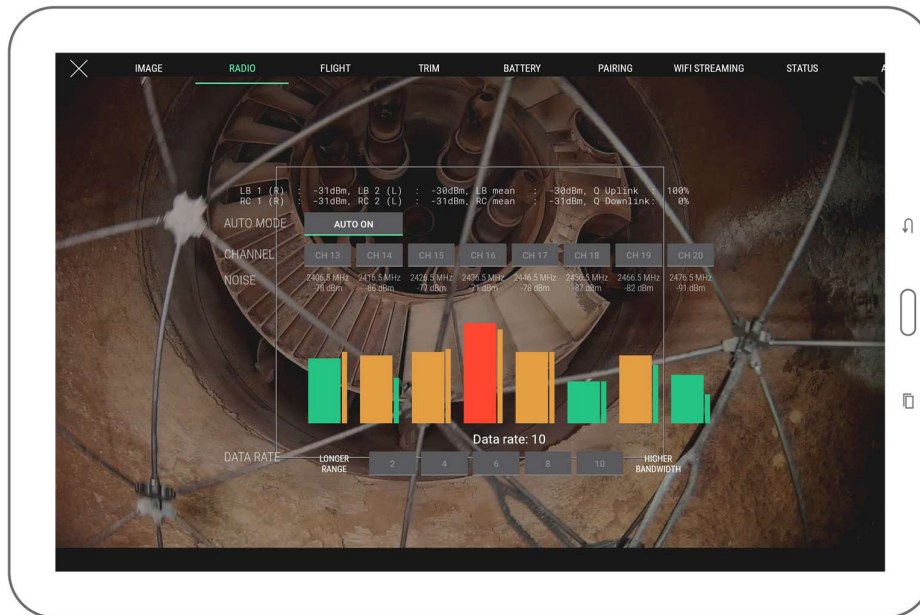 IMAGE RADIO FLIGHT TRIM BATTERY PAIRING WIFI STREAMING STATUS A
LB 1 (R) : -31dBm, LB 2 (L) : -30dBm, LB mean : -30dBm, Q Uplink : 100%
RC 1 (R) : -31dBm, RC 2 (L) : -31dBm, RC mean : -31dBm, Q Downlink: 0%
AUTO MODE AUTO ON
CHANNEL CH 13 CH 14 CH 15 CH 16 CH 17 CH 18 CH 19 CH 20
NOISE 2406.5 MHz 2416.5 MHz 2426.5 MHz 2436.5 MHz 2446.5 MHz 2456.5 MHz 2466.5 MHz 2476.5 MHz
-78 dBm -86 dBm -77 dBm -71 dBm -78 dBm -87 dBm -82 dBm -91 dBm
Data rate: 10
DATA RATE LONGER RANGE 2 4 6 8 10 HIGHER BANDWIDTH